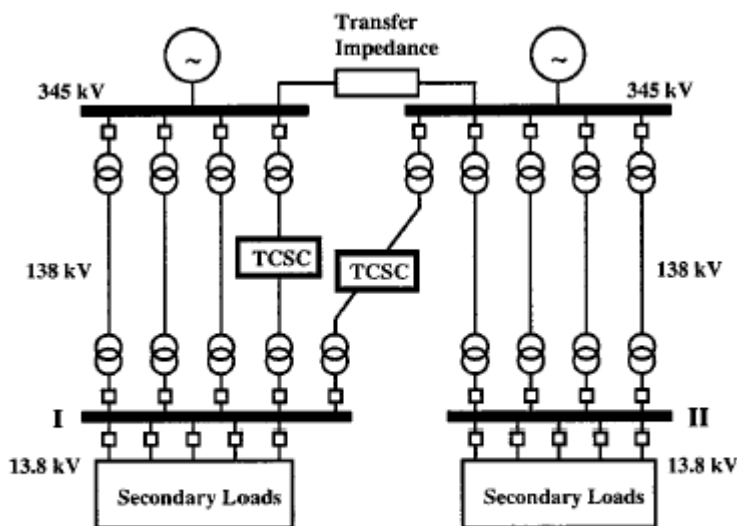 Transfer
Impedance
~
~
345 kV
345 kV
TCSC
TCSC
138 kV
138 kV
I
II
13.8 kV
13.8 kV
Secondary Loads
Secondary Loads